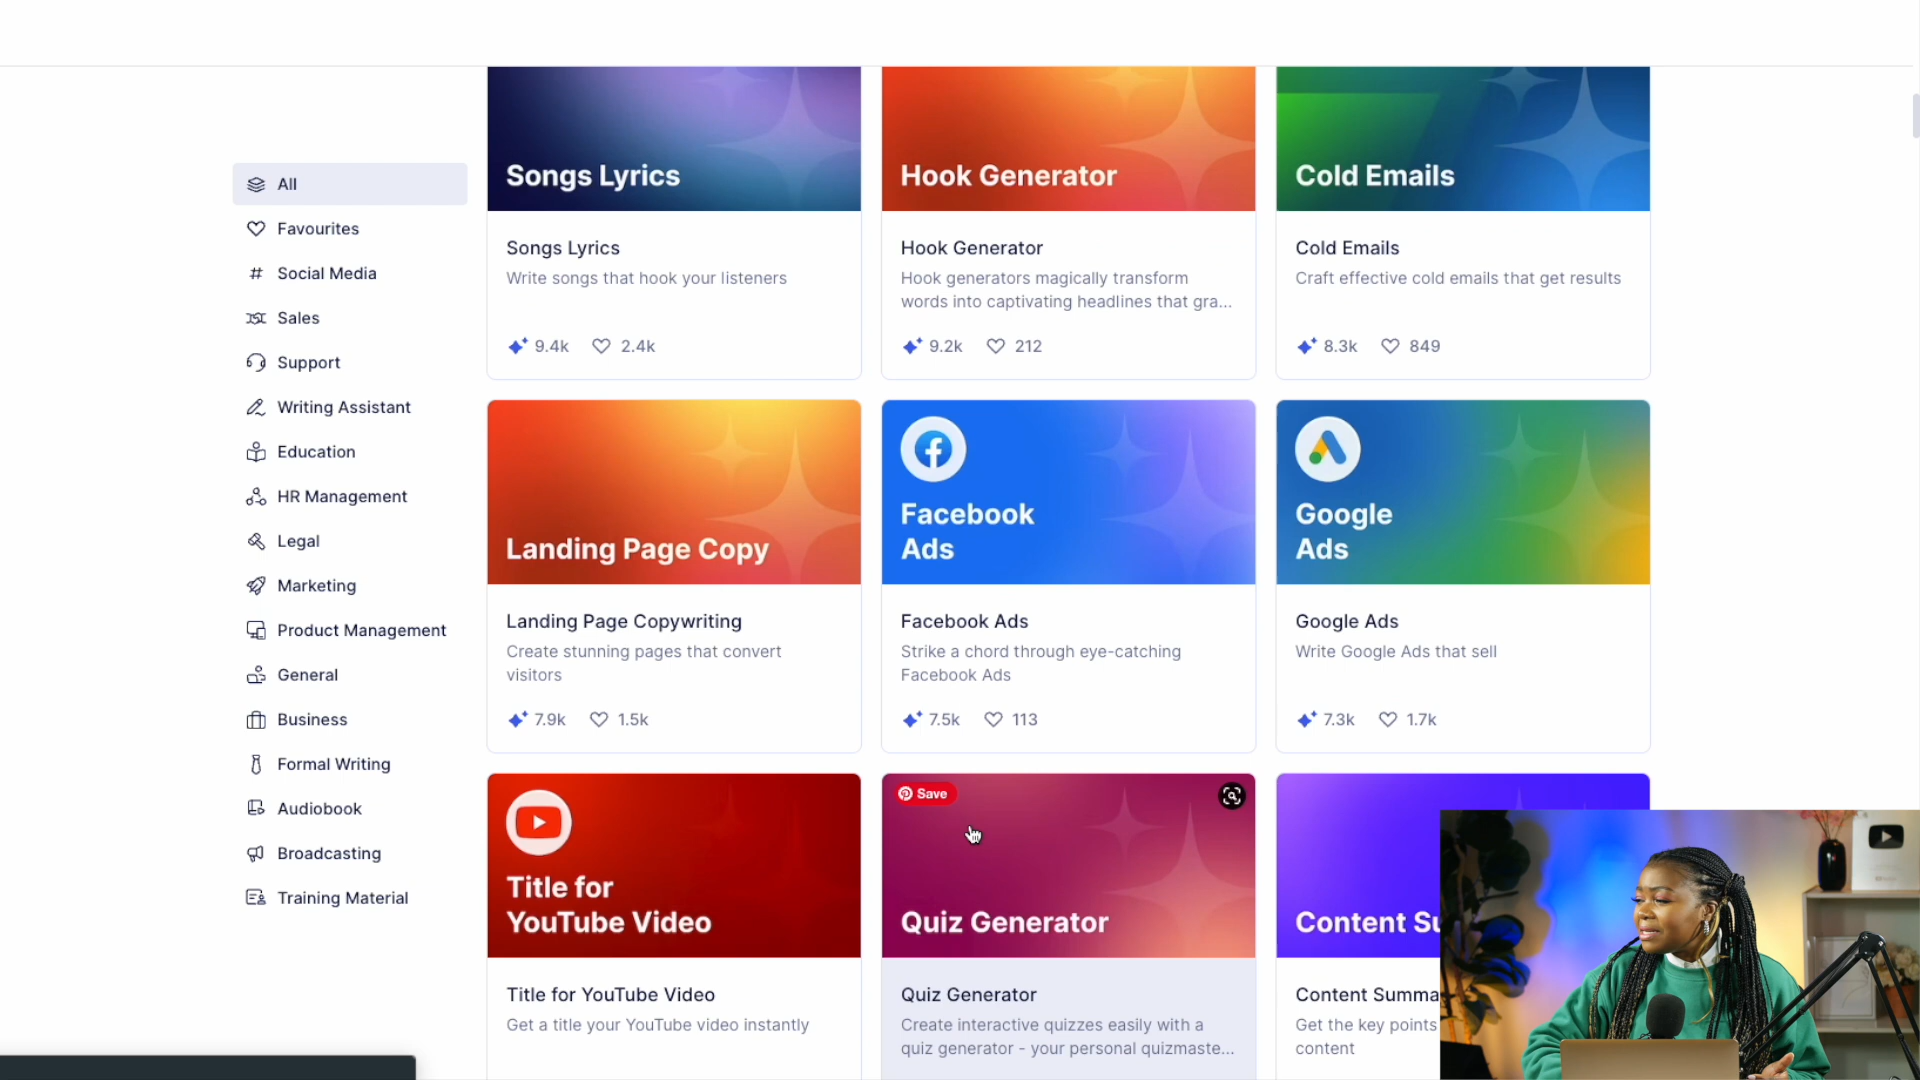 All
Favourites
Social Media
Sales
Support
Writing Assistant
Education
HR Management
Legal
Marketing
Product Management
General
Business
Formal Writing
Audiobook
Broadcasting
Training Material
Songs Lyrics
Songs Lyrics
Write songs that hook your listeners
9.4k 2.4k
Hook Generator
Hook Generator
Hook generators magically transform
words into captivating headlines that gra...
9.2k 212
Cold Emails
Cold Emails
Craft effective cold emails that get results
8.3k 849
Landing Page Copy
Landing Page Copywriting
Create stunning pages that convert
visitors
7.9k 1.5k
Facebook
Ads
Facebook Ads
Strike a chord through eye-catching
Facebook Ads
7.5k 113
Google
Ads
Google Ads
Write Google Ads that sell
7.3k 1.7k
Title for
YouTube Video
Title for YouTube Video
Get a title your YouTube video instantly
Save
Quiz Generator
Quiz Generator
Create interactive quizzes easily with a
quiz generator - your personal quizmaste...
Content Su
Content Summa
Get the key points
content